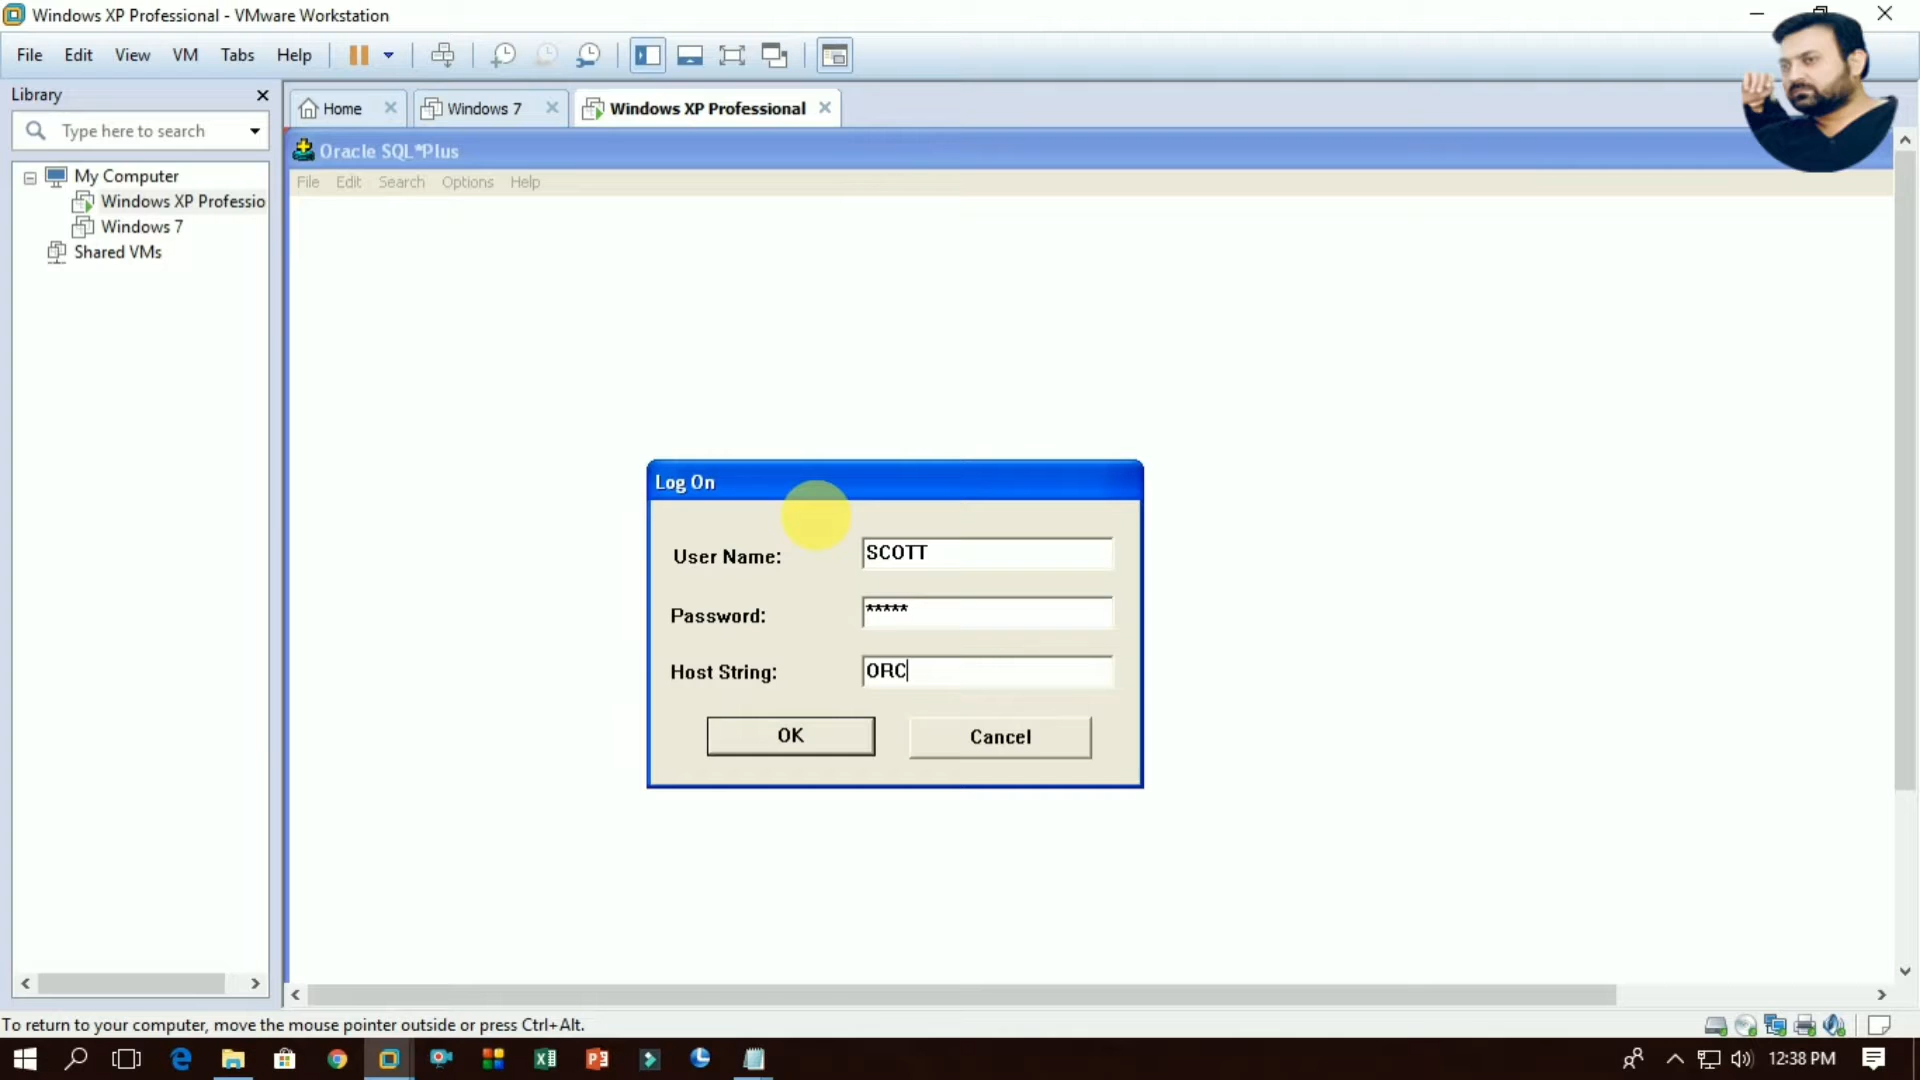 Windows XP Professional - VMware Workstation
File Edit View VM Tabs Help
Library
Type here to search
My Computer
Windows XP Professio
Windows 7
Shared VMs
Home Windows 7 Windows XP Professional
Oracle SQL*Plus
File Edit Search Options Help
Log On
User Name: SCOTT
Password: *****
Host String: ORC
OK Cancel
To return to your computer, move the mouse pointer outside or press Ctrl+Alt.
12:38 PM